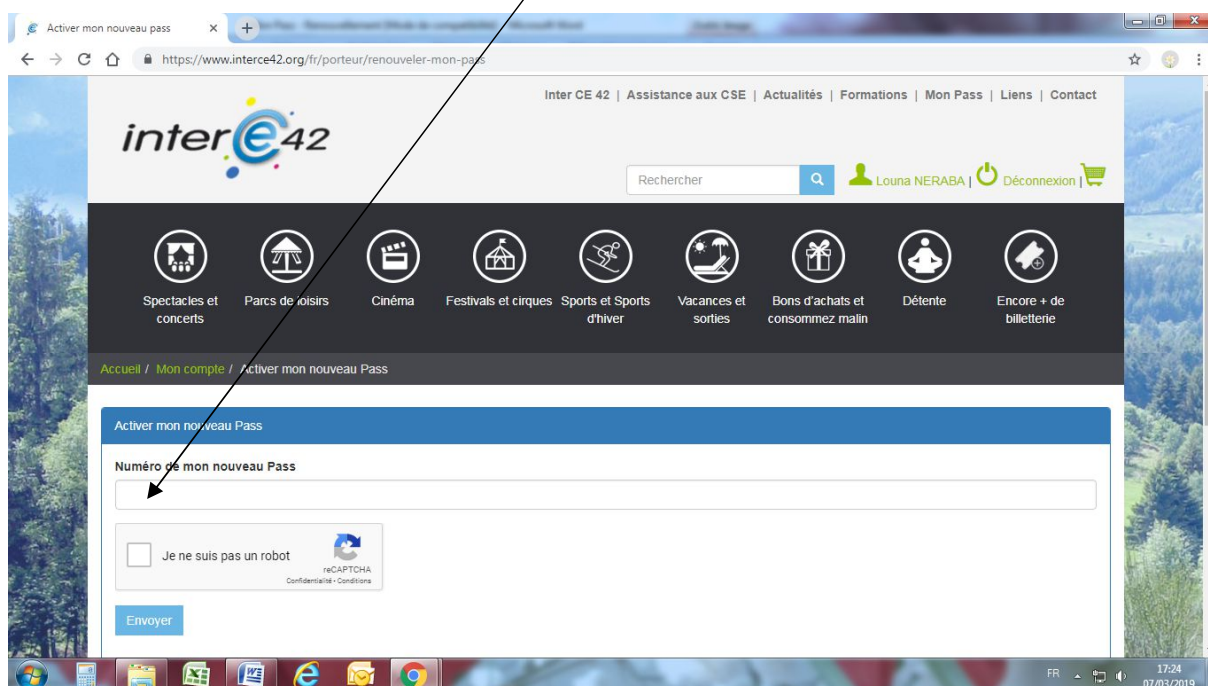 Activer mon nouveau pass
https://www.interce42.org/fr/porteur/renouveler-mon-pass
Inter CE 42 | Assistance aux CSE | Actualités | Formations | Mon Pass | Liens | Contact
inter e 42
Rechercher
Louna NERABA | Déconnexion |
Spectacles et concerts
Parcs de loisirs
Cinéma
Festivals et cirques
Sports et Sports d'hiver
Vacances et sorties
Bons d'achats et consommez malin
Détente
Encore + de billetterie
Accueil / Mon compte / Activer mon nouveau Pass
Activer mon nouveau Pass
Numéro de mon nouveau Pass
Je ne suis pas un robot
reCAPTCHA
Confidentialité - Conditions
Envoyer
FR
17:24
07/03/2019